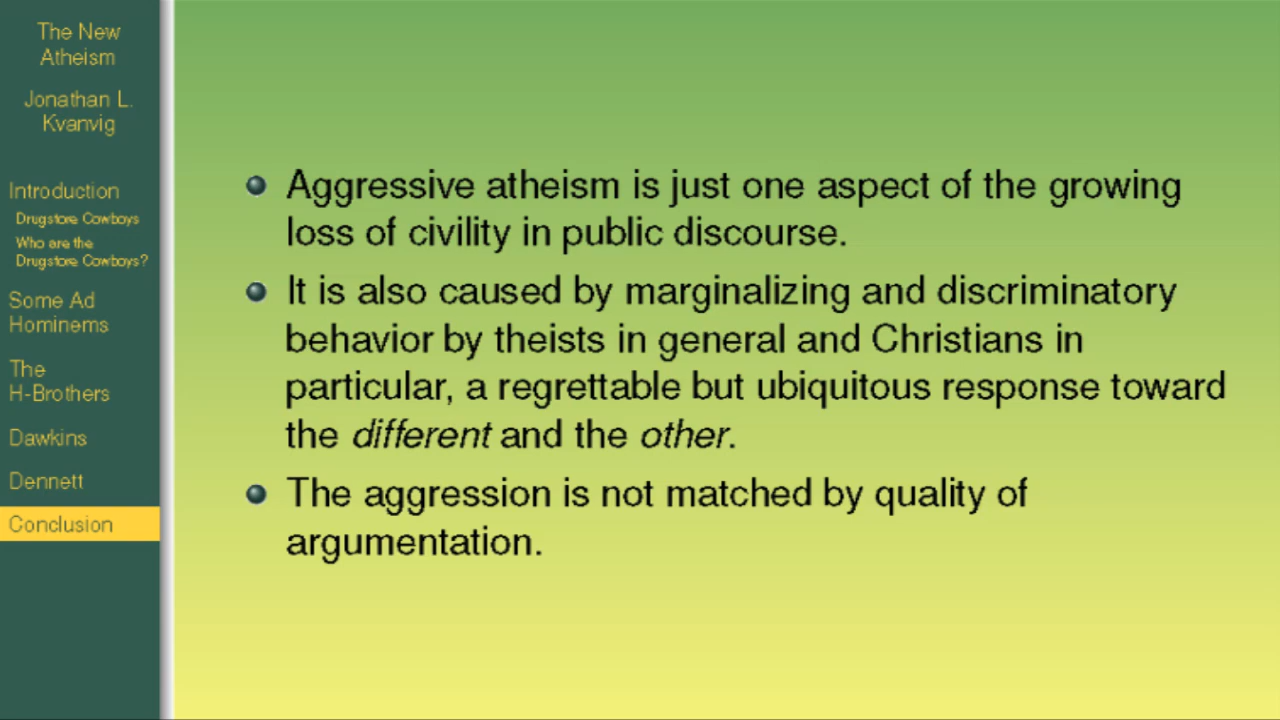 The New
Atheism
Jonathan L.
Kvanvig
Introduction
Drugstore Cowboys
Who are the
Drugstore Cowboys?
Some Ad
Hominems
The
H-Brothers
Dawkins
Dennett
Conclusion
Aggressive atheism is just one aspect of the growing
loss of civility in public discourse.
It is also caused by marginalizing and discriminatory
behavior by theists in general and Christians in
particular, a regrettable but ubiquitous response toward
the different and the other.
The aggression is not matched by quality of
argumentation.